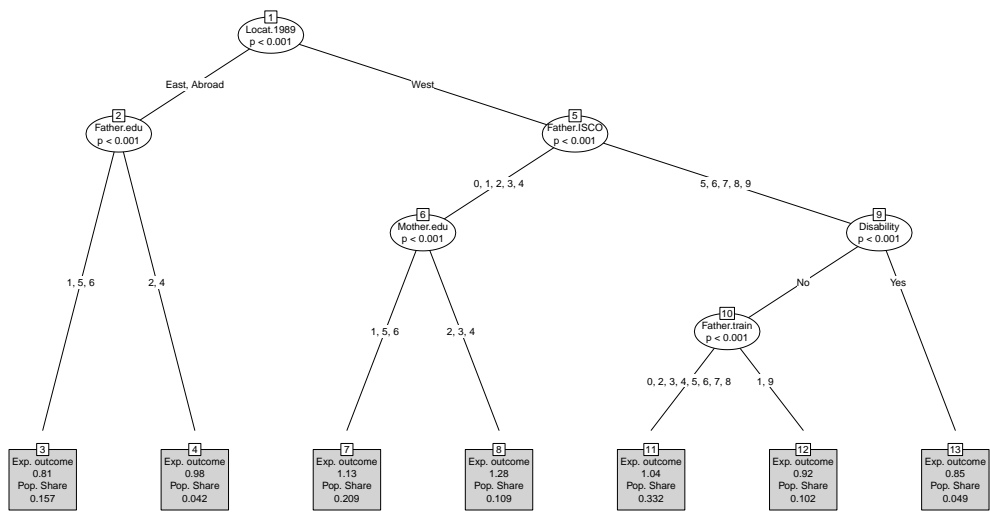 1
Locat.1989
p < 0.001
East, Abroad
West
2
Father.edu
p < 0.001
5
Father.ISCO
p < 0.001
0, 1, 2, 3, 4
5, 6, 7, 8, 9
6
Mother.edu
p < 0.001
9
Disability
p < 0.001
1, 5, 6
2, 4
No
Yes
10
Father.train
p < 0.001
1, 5, 6
2, 3, 4
0, 2, 3, 4, 5, 6, 7, 8
1, 9
3
Exp. outcome
0.81
Pop. Share
0.157
4
Exp. outcome
0.98
Pop. Share
0.042
7
Exp. outcome
1.13
Pop. Share
0.209
8
Exp. outcome
1.28
Pop. Share
0.109
11
Exp. outcome
1.04
Pop. Share
0.332
12
Exp. outcome
0.92
Pop. Share
0.102
13
Exp. outcome
0.85
Pop. Share
0.049